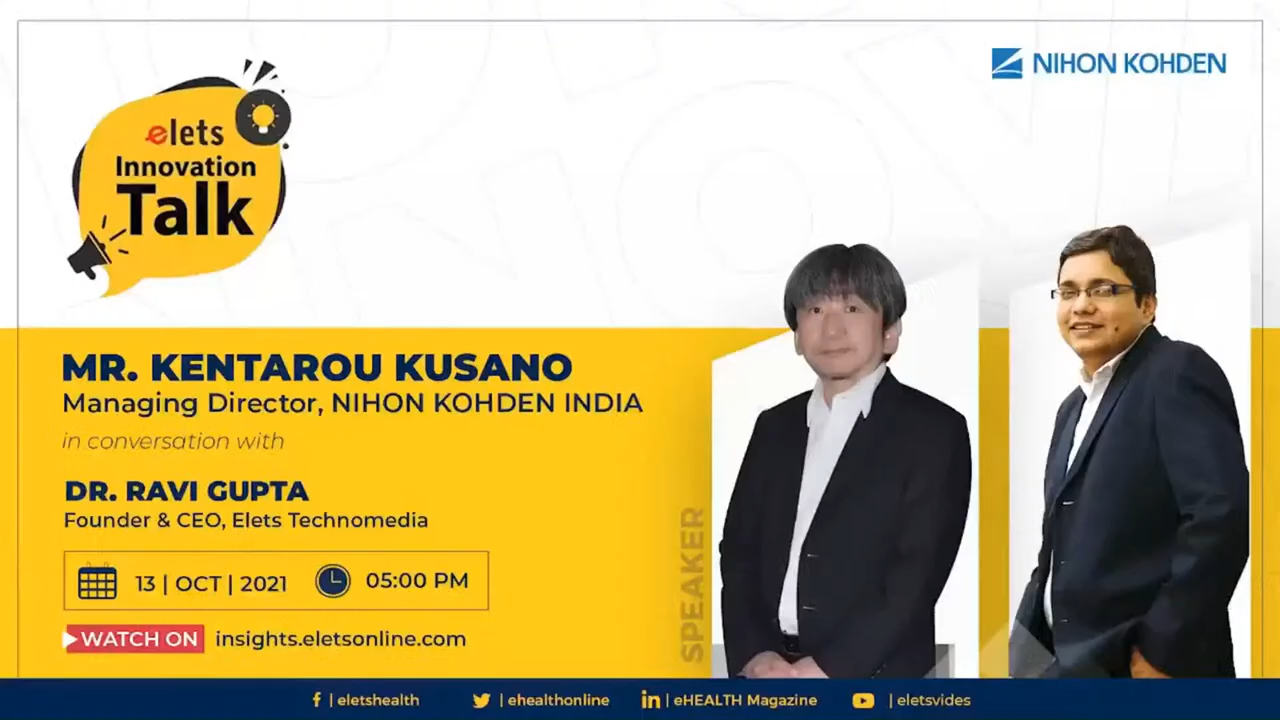 NIHON KOHDEN
elets
Innovation
Talk
MR. KENTAROU KUSANO
Managing Director, NIHON KOHDEN INDIA
in conversation with
DR. RAVI GUPTA
Founder & CEO, Elets Technomedia
13 | OCT | 2021 05:00 PM
WATCH ON insights.eletsonline.com
SPEAKER
f | eletshealth | ehealthonline in | eHEALTH Magazine | eletsvides